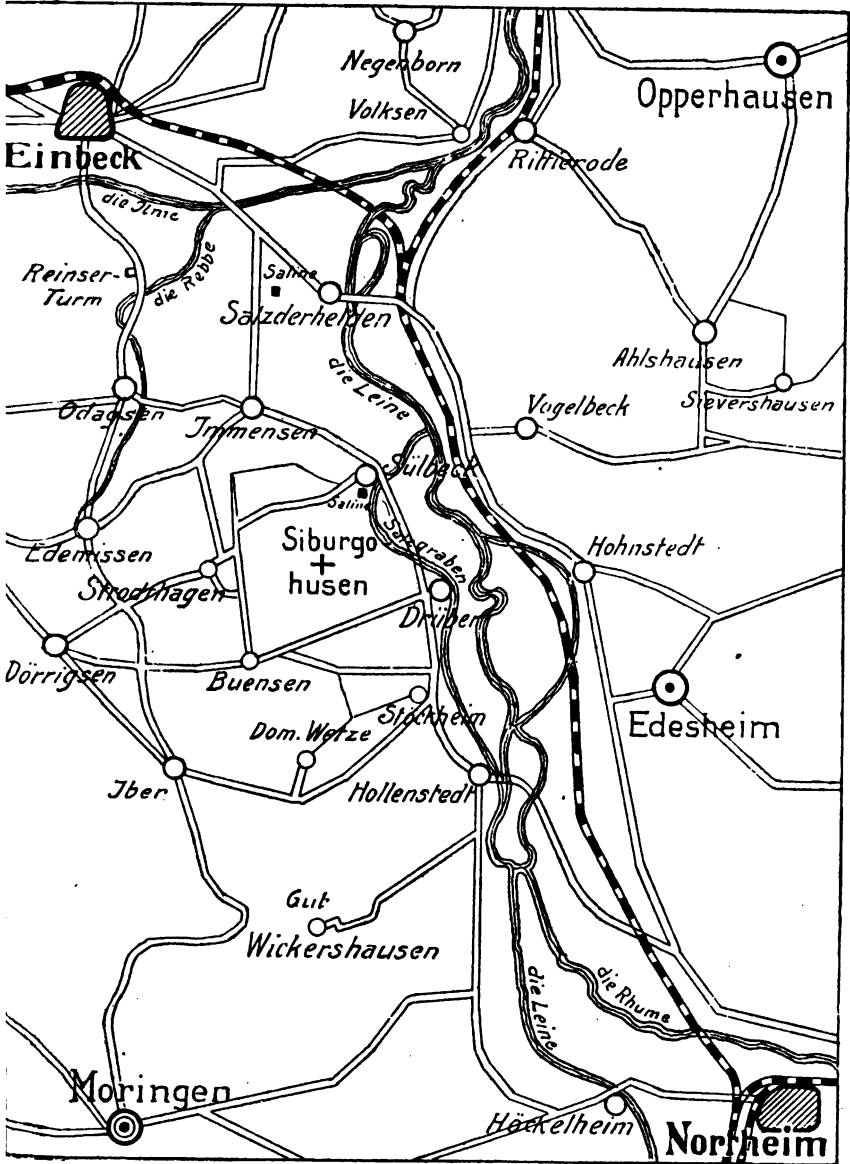 Negenborn
Opperhausen
Volksen
Einbeck
Rittierode
die Ilme
die Rebbe
Reinser-
Turm
Saline
Salzderhelden
Ahlshausen
die Leine
Sievershausen
Odagsen
Immensen
Vogelbeck
Sülbeck
Saline
Salzgraben
Siburgo
+
husen
Edemissen
Hohnstedt
Strodthagen
Drüber
Dörrigsen
Buensen
Stöckheim
Edesheim
Dom. Wetze
Iber
Hollenstedt
Gut
Wickershausen
die Leine
die Rhume
Moringen
Höckelheim
Northeim